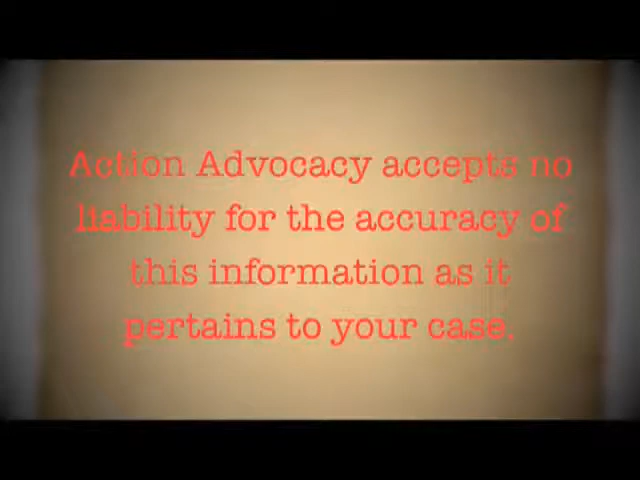 Action Advocacy accepts no
liability for the accuracy of
this information as it
pertains to your case.